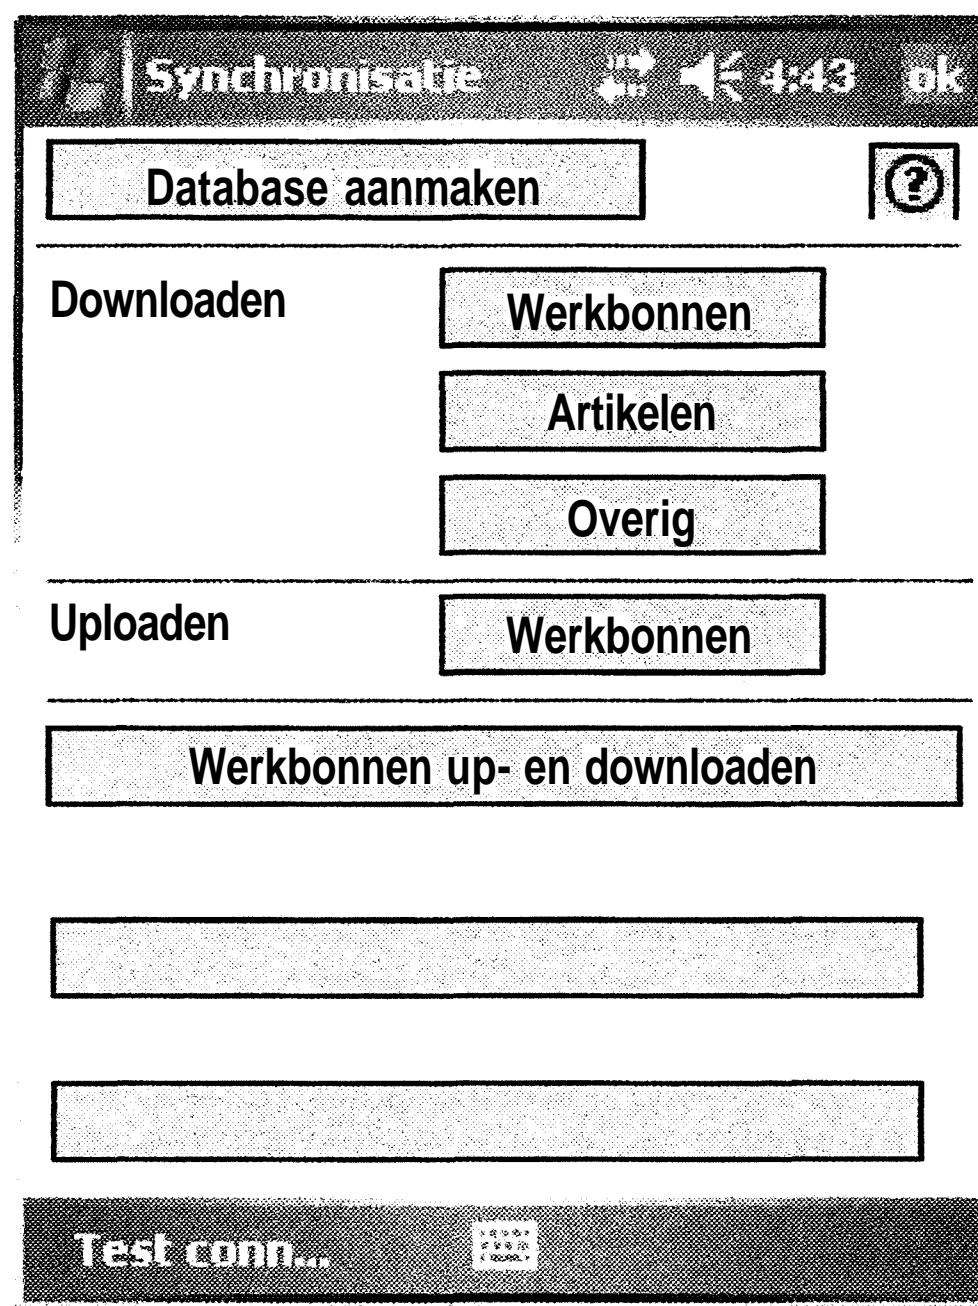 Synchronisatie 4:43 ok
Database aanmaken ?
Downloaden Werkbonnen
Artikelen
Overig
Uploaden Werkbonnen
Werkbonnen up- en downloaden
Test conn...